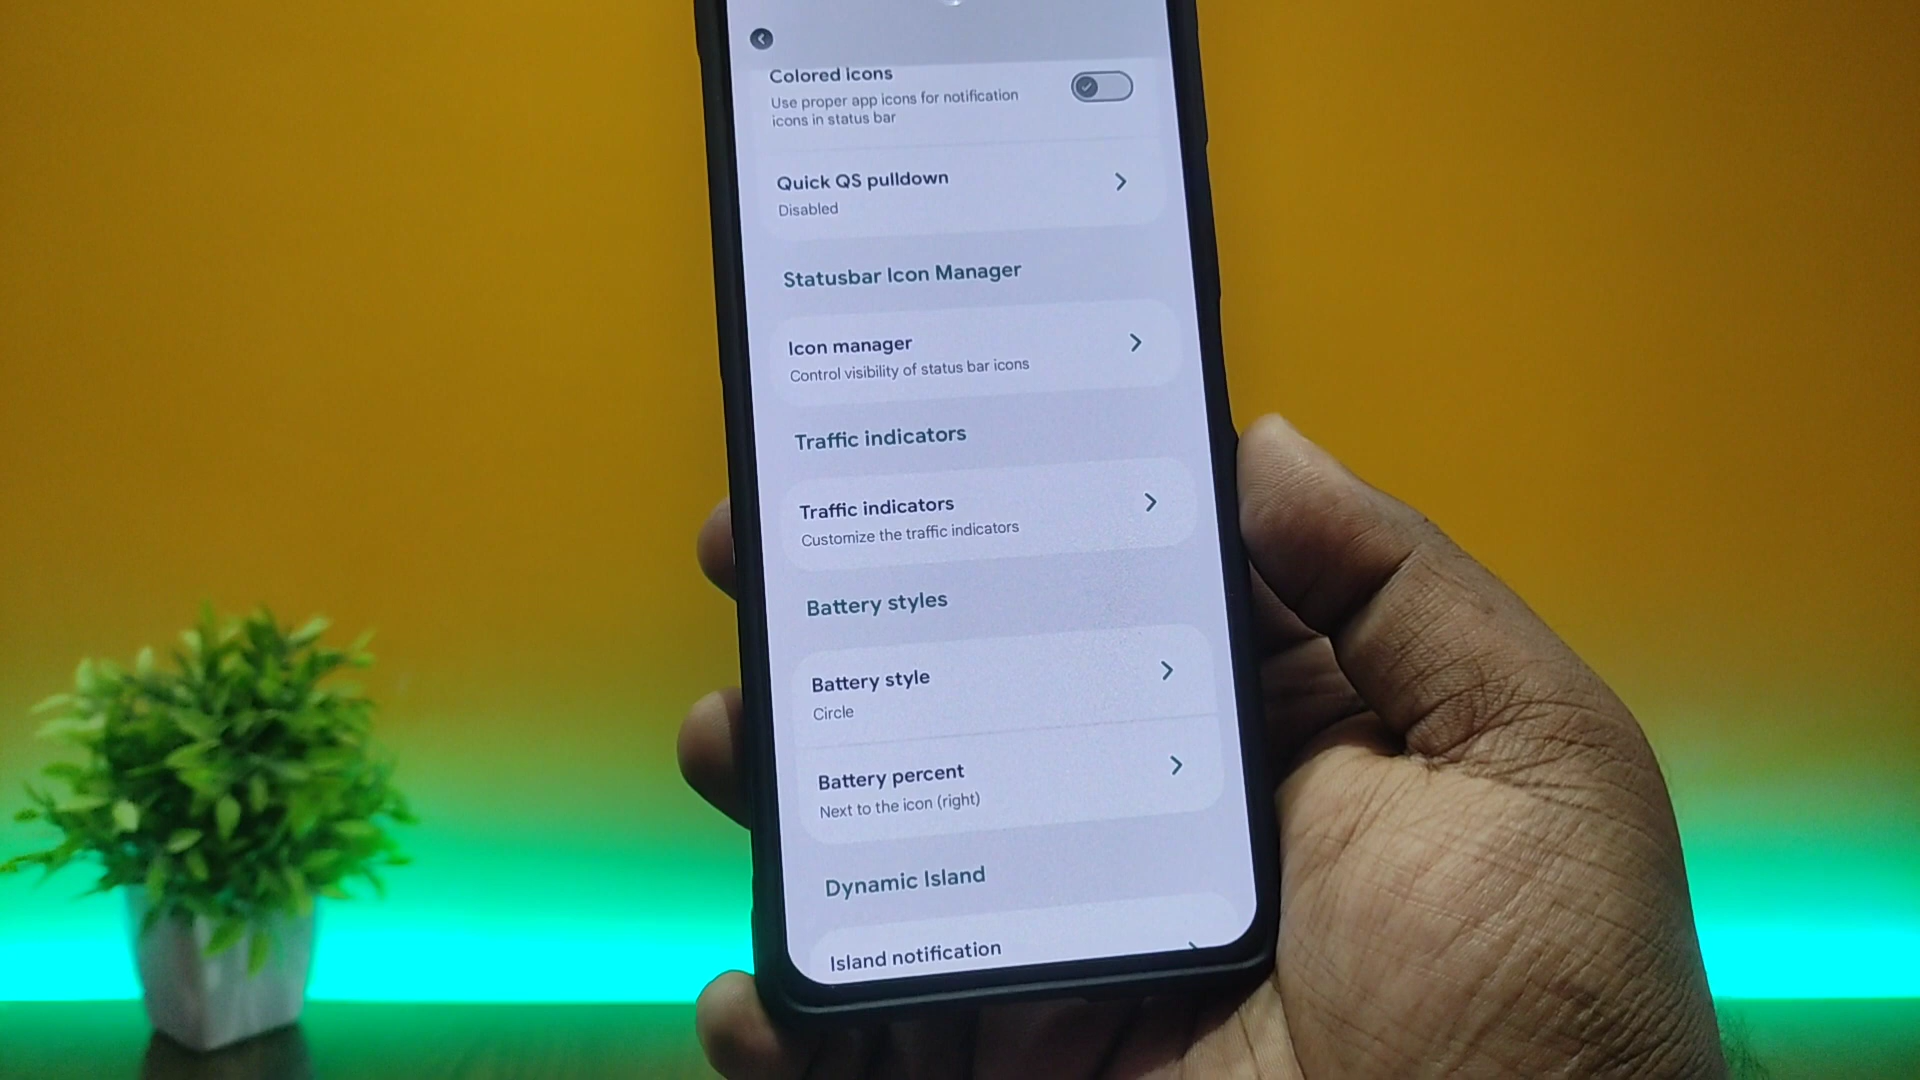 Colored icons
Use proper app icons for notification
icons in status bar
Quick QS pulldown
Disabled
Statusbar Icon Manager
Icon manager
Control visibility of status bar icons
Traffic indicators
Traffic indicators
Customize the traffic indicators
Battery styles
Battery style
Circle
Battery percent
Next to the icon (right)
Dynamic Island
Island notification